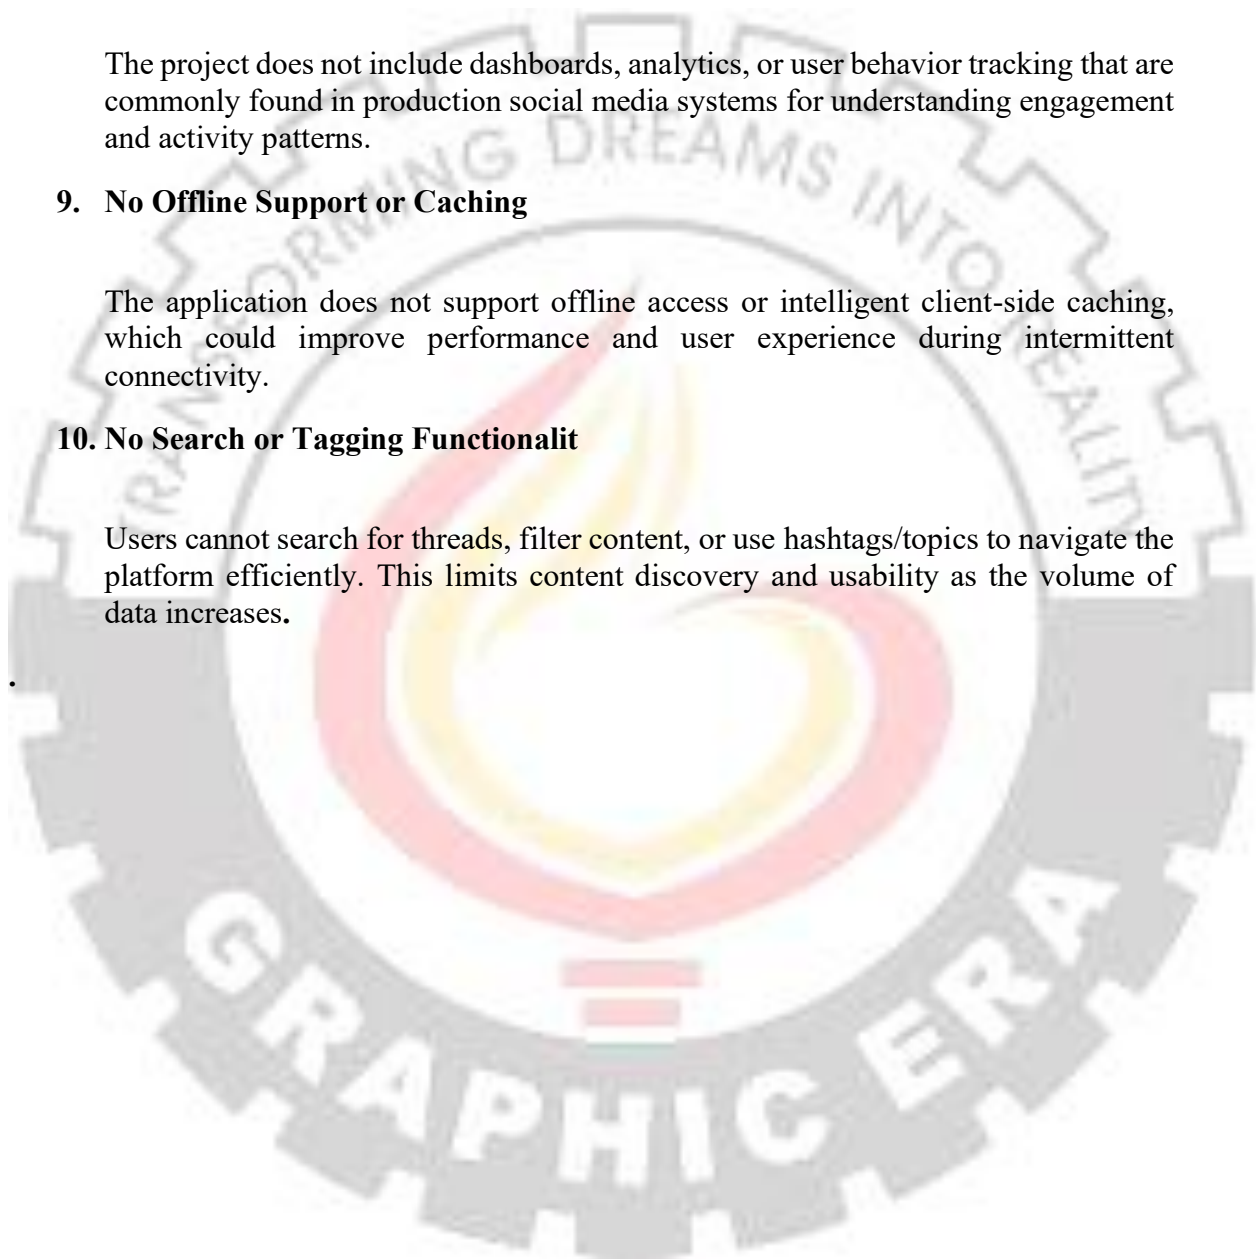 The project does not include dashboards, analytics, or user behavior tracking that are
commonly found in production social media systems for understanding engagement
and activity patterns.
9. No Offline Support or Caching
The application does not support offline access or intelligent client-side caching,
which could improve performance and user experience during intermittent
connectivity.
10. No Search or Tagging Functionalit
Users cannot search for threads, filter content, or use hashtags/topics to navigate the
platform efficiently. This limits content discovery and usability as the volume of
data increases.
.
TRANSFORMING DREAMS INTO REALITY
GRAPHIC ERA